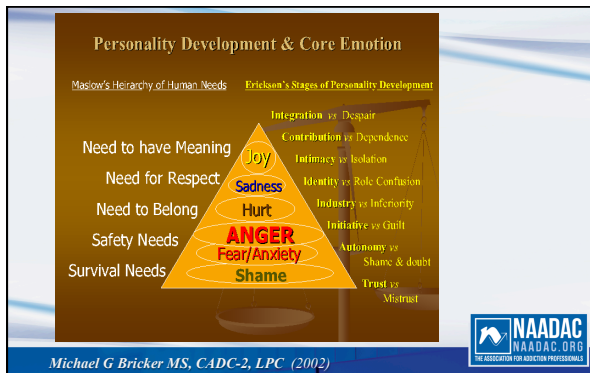 Personality Development & Core Emotion
Maslow's Heirarchy of Human Needs
Erickson's Stages of Personality Development
Need to have Meaning
Need for Respect
Need to Belong
Safety Needs
Survival Needs
Joy
Sadness
Hurt
ANGER
Fear/Anxiety
Shame
Integration vs Despair
Contribution vs Dependence
Intimacy vs Isolation
Identity vs Role Confusion
Industry vs Inferiority
Initiative vs Guilt
Autonomy vs
Shame & doubt
Trust vs
Mistrust
NAADAC
NAADAC.ORG
THE ASSOCIATION FOR ADDICTION PROFESSIONALS
Michael G Bricker MS, CADC-2, LPC (2002)